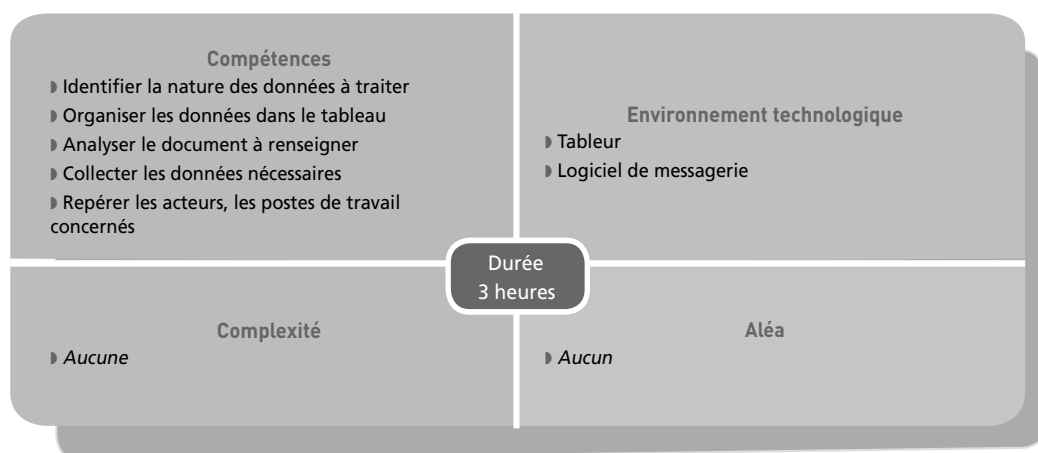 Compétences
◗ Identifier la nature des données à traiter
◗ Organiser les données dans le tableau
◗ Analyser le document à renseigner
◗ Collecter les données nécessaires
◗ Repérer les acteurs, les postes de travail
concernés
Environnement technologique
◗ Tableur
◗ Logiciel de messagerie
Durée
3 heures
Complexité
◗ Aucune
Aléa
◗ Aucun